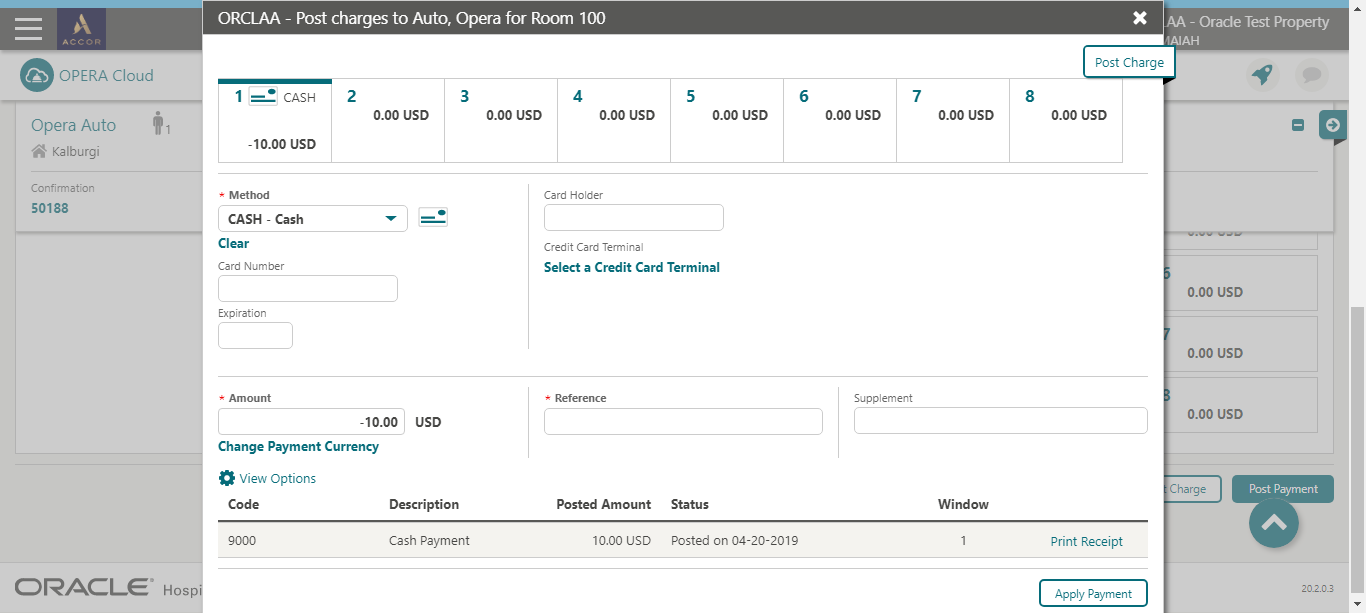 ORCLAA - Post charges to Auto, Opera for Room 100
LAA - Oracle Test Property
MAIAH
ACCOR
OPERA Cloud
Post Charge
1 CASH
-10.00 USD
2
0.00 USD
3
0.00 USD
4
0.00 USD
5
0.00 USD
6
0.00 USD
7
0.00 USD
8
0.00 USD
Opera Auto
1
Kalburgi
Confirmation
50188
* Method
CASH - Cash
Clear
Card Number
Expiration
Card Holder
Credit Card Terminal
Select a Credit Card Terminal
0.00 USD
6
0.00 USD
7
0.00 USD
8
0.00 USD
* Amount
-10.00 USD
Change Payment Currency
* Reference
Supplement
View Options
Code Description Posted Amount Status Window
9000 Cash Payment 10.00 USD Posted on 04-20-2019 1 Print Receipt
t Charge
Post Payment
Apply Payment
ORACLE Hospi
20.2.0.3